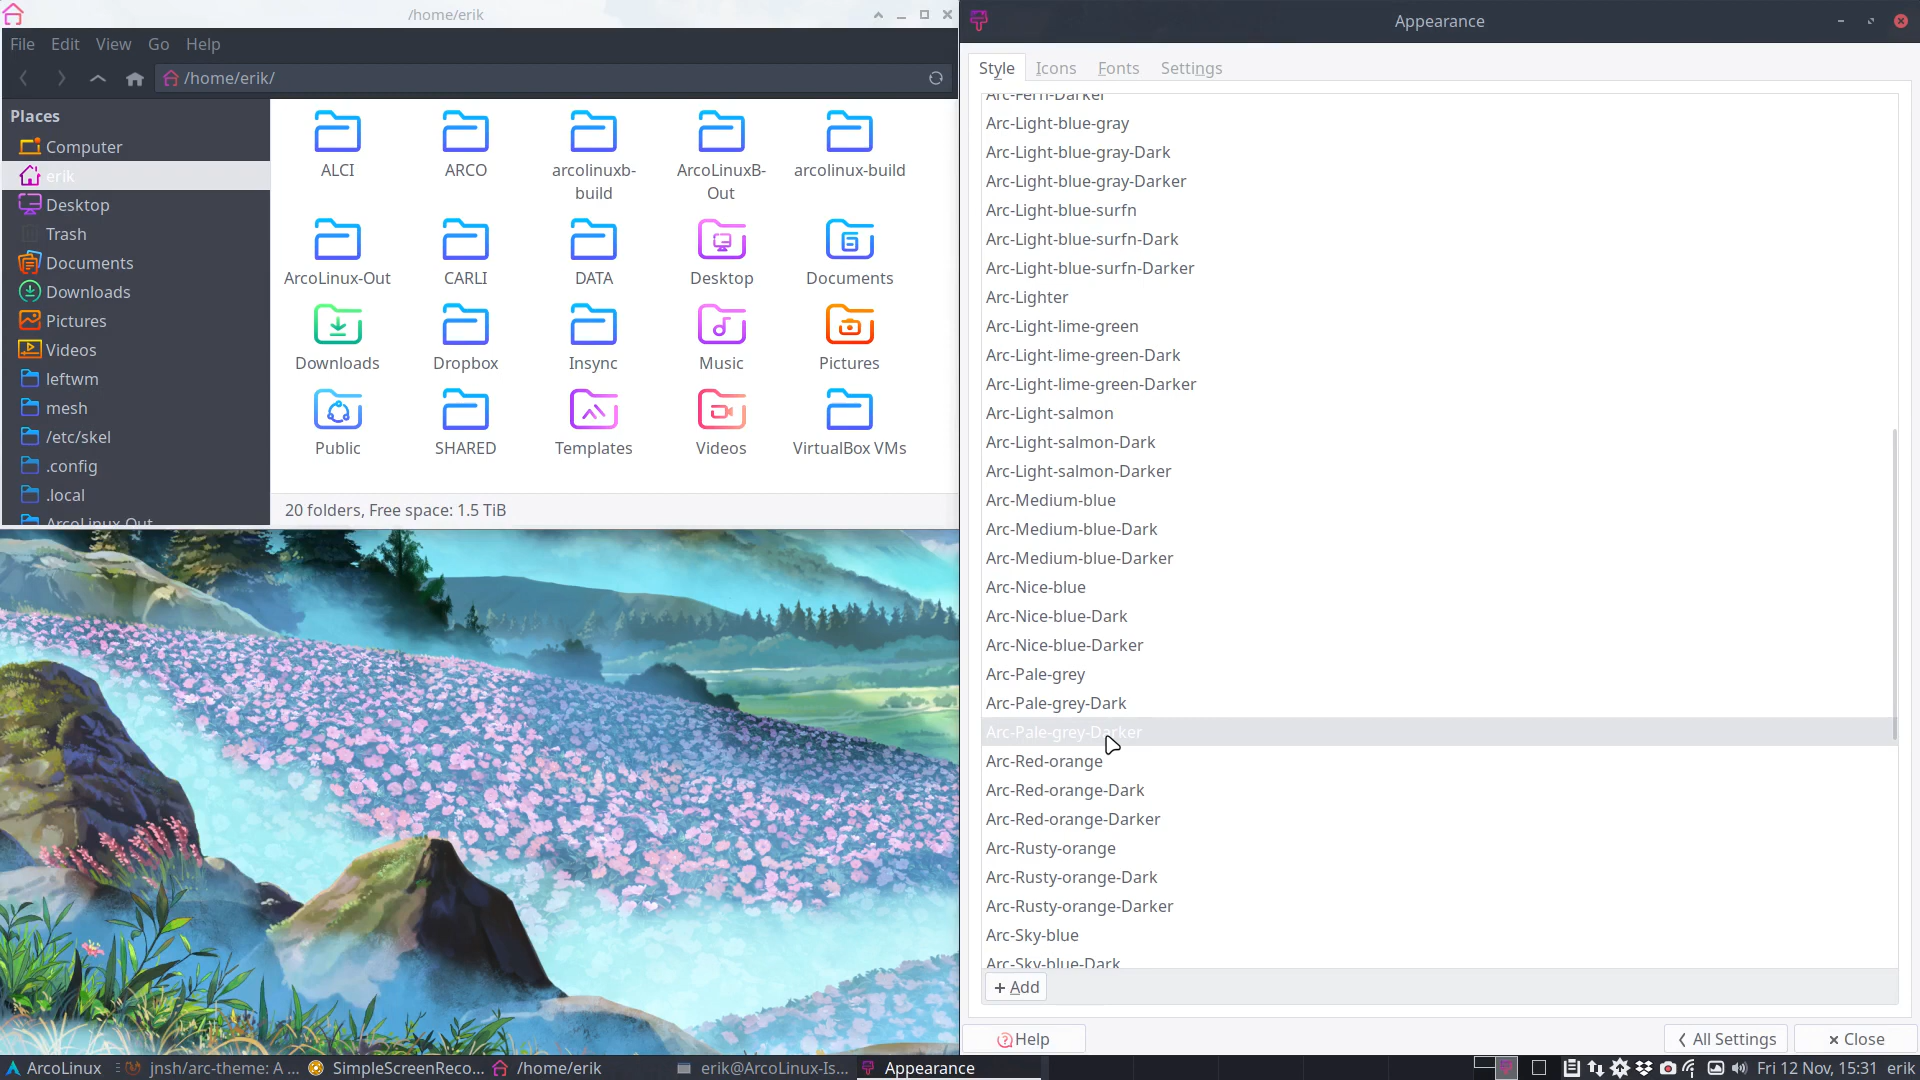 /home/erik
File Edit View Go Help
/home/erik/
Places
Computer
erik
Desktop
Trash
Documents
Downloads
Pictures
Videos
leftwm
mesh
/etc/skel
.config
.local
ArcoLinux Out
ALCI
ARCO
arcolinuxb-
build
ArcoLinuxB-
Out
arcolinux-build
ArcoLinux-Out
CARLI
DATA
Desktop
Documents
Downloads
Dropbox
Insync
Music
Pictures
Public
SHARED
Templates
Videos
VirtualBox VMs
20 folders, Free space: 1.5 TiB
Appearance
Style Icons Fonts Settings
Arc-Fern-Darker
Arc-Light-blue-gray
Arc-Light-blue-gray-Dark
Arc-Light-blue-gray-Darker
Arc-Light-blue-surfn
Arc-Light-blue-surfn-Dark
Arc-Light-blue-surfn-Darker
Arc-Lighter
Arc-Light-lime-green
Arc-Light-lime-green-Dark
Arc-Light-lime-green-Darker
Arc-Light-salmon
Arc-Light-salmon-Dark
Arc-Light-salmon-Darker
Arc-Medium-blue
Arc-Medium-blue-Dark
Arc-Medium-blue-Darker
Arc-Nice-blue
Arc-Nice-blue-Dark
Arc-Nice-blue-Darker
Arc-Pale-grey
Arc-Pale-grey-Dark
Arc-Pale-grey-Darker
Arc-Red-orange
Arc-Red-orange-Dark
Arc-Red-orange-Darker
Arc-Rusty-orange
Arc-Rusty-orange-Dark
Arc-Rusty-orange-Darker
Arc-Sky-blue
Arc-Sky-blue-Dark
+ Add
Help
All Settings
Close
ArcoLinux jnsh/arc-theme: A ... SimpleScreenReco... /home/erik erik@ArcoLinux-Is... Appearance Fri 12 Nov, 15:31 erik